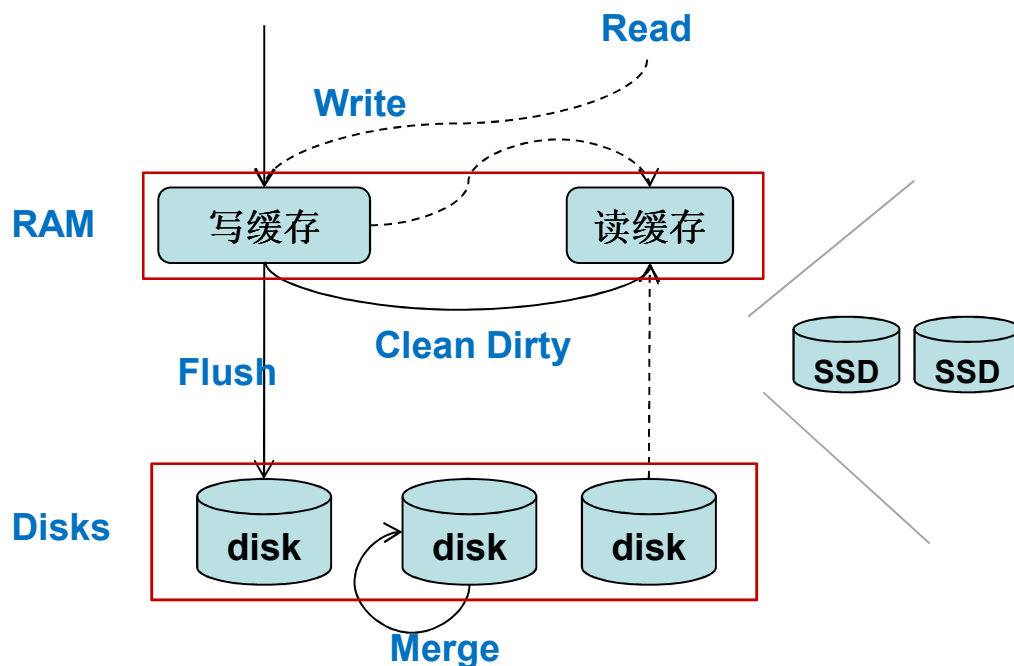 Read
Write
RAM
写缓存
读缓存
Clean Dirty
Flush
SSD
SSD
Disks
disk
disk
disk
Merge